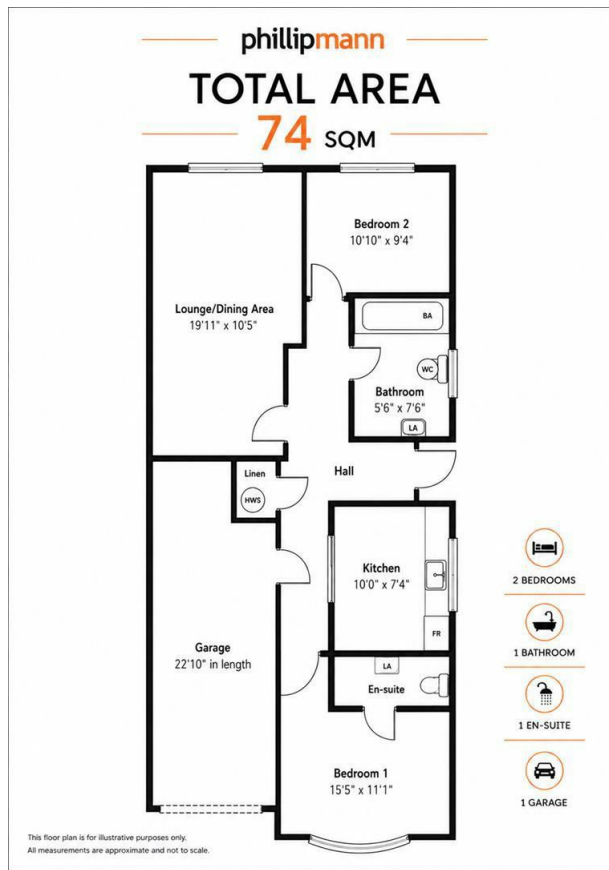 phillipmann
TOTAL AREA
74 SQM
Bedroom 2
10'10" x 9'4"
Lounge/Dining Area
19'11" x 10'5"
BA
WC
Bathroom
5'6" x 7'6"
LA
Hall
Linen
HWS
Kitchen
10'0" x 7'4"
FR
Garage
22'10" in length
LA
En-suite
Bedroom 1
15'5" x 11'1"
2 BEDROOMS
1 BATHROOM
1 EN-SUITE
1 GARAGE
This floor plan is for illustrative purposes only.
All measurements are approximate and not to scale.